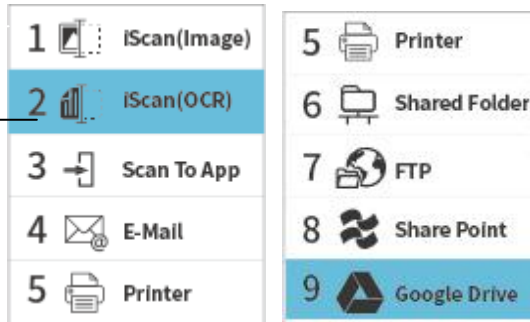 1 iScan(Image)
2 iScan(OCR)
3 Scan To App
4 E-Mail
5 Printer
5 Printer
6 Shared Folder
7 FTP
8 Share Point
9 Google Drive